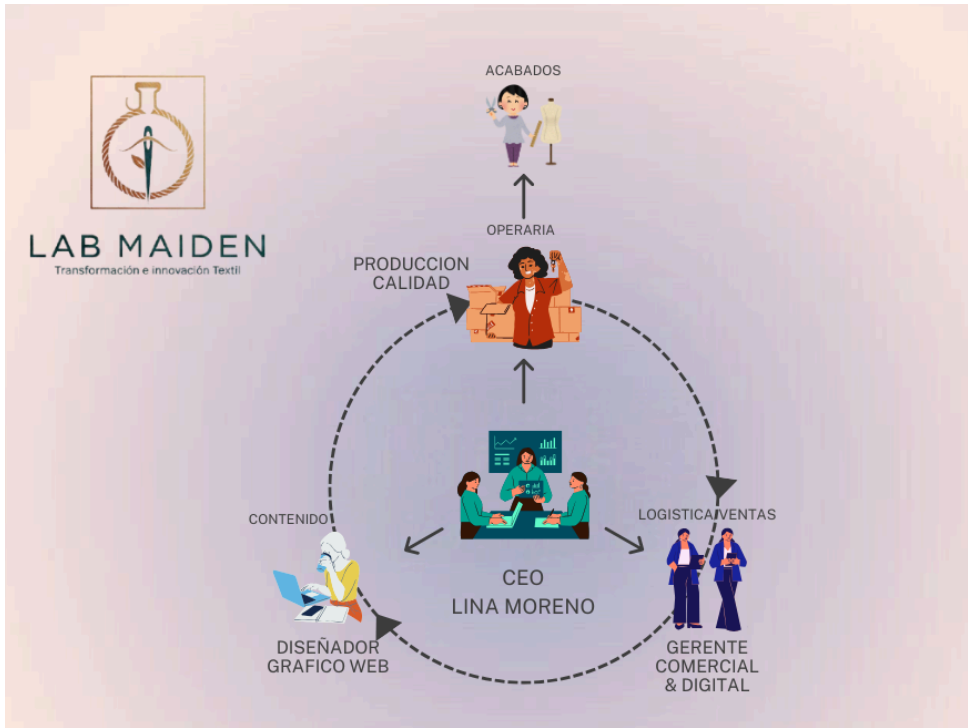 ACABADOS
LAB MAIDEN
Transformación e innovación Textil
OPERARIA
PRODUCCION
CALIDAD
CONTENIDO
LOGISTICA/VENTAS
CEO
LINA MORENO
DISEÑADOR
GRAFICO WEB
GERENTE
COMERCIAL
& DIGITAL